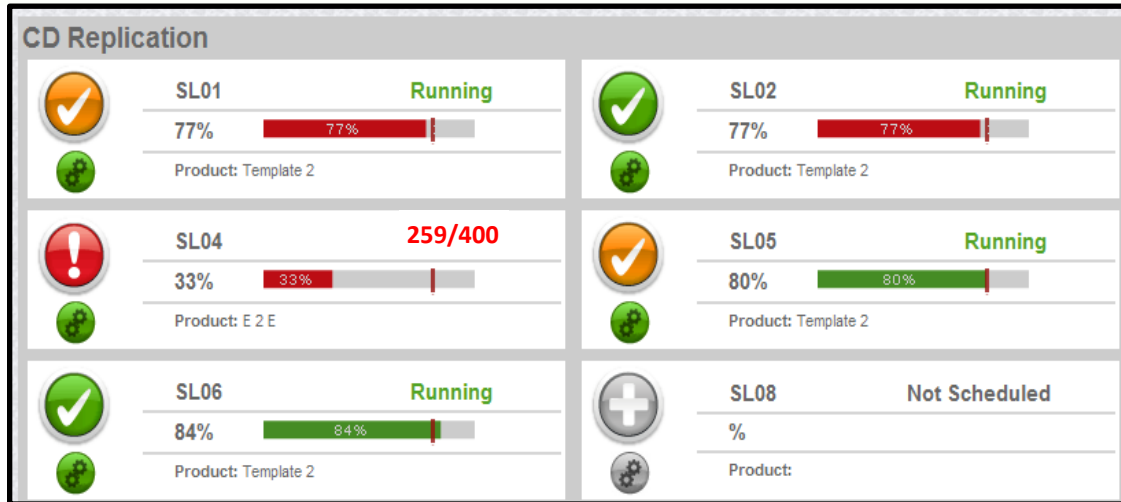 CD Replication
SL01 Running
77% 77%
Product: Template 2
SL02 Running
77% 77%
Product: Template 2
SL04 259/400
33% 33%
Product: E 2 E
SL05 Running
80% 80%
Product: Template 2
SL06 Running
84% 84%
Product: Template 2
SL08 Not Scheduled
%
Product: